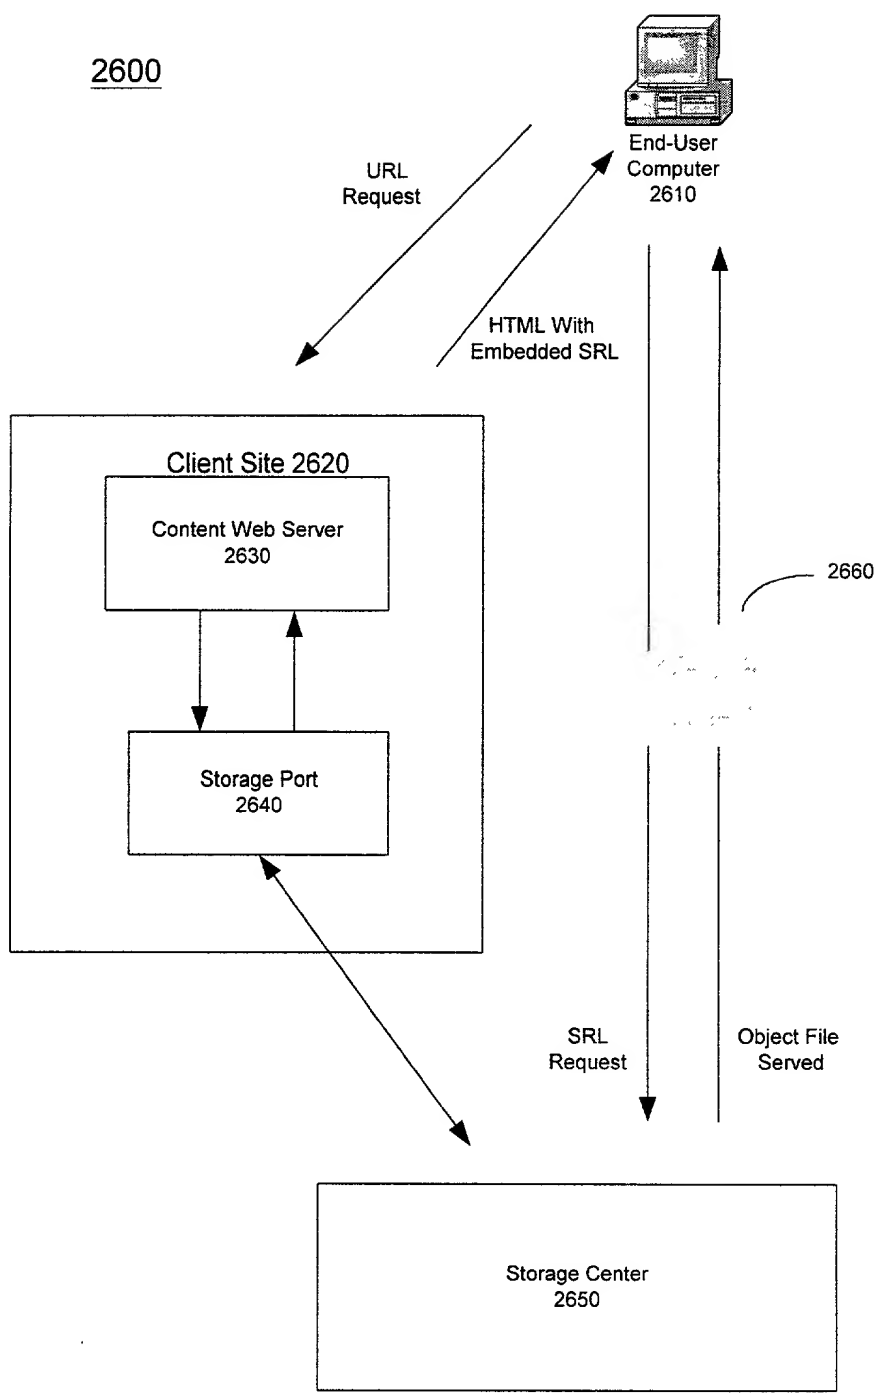 2600
End-User
Computer
2610
URL
Request
HTML With
Embedded SRL
Client Site 2620
Content Web Server
2630
2660
Storage Port
2640
SRL
Request
Object File
Served
Storage Center
2650